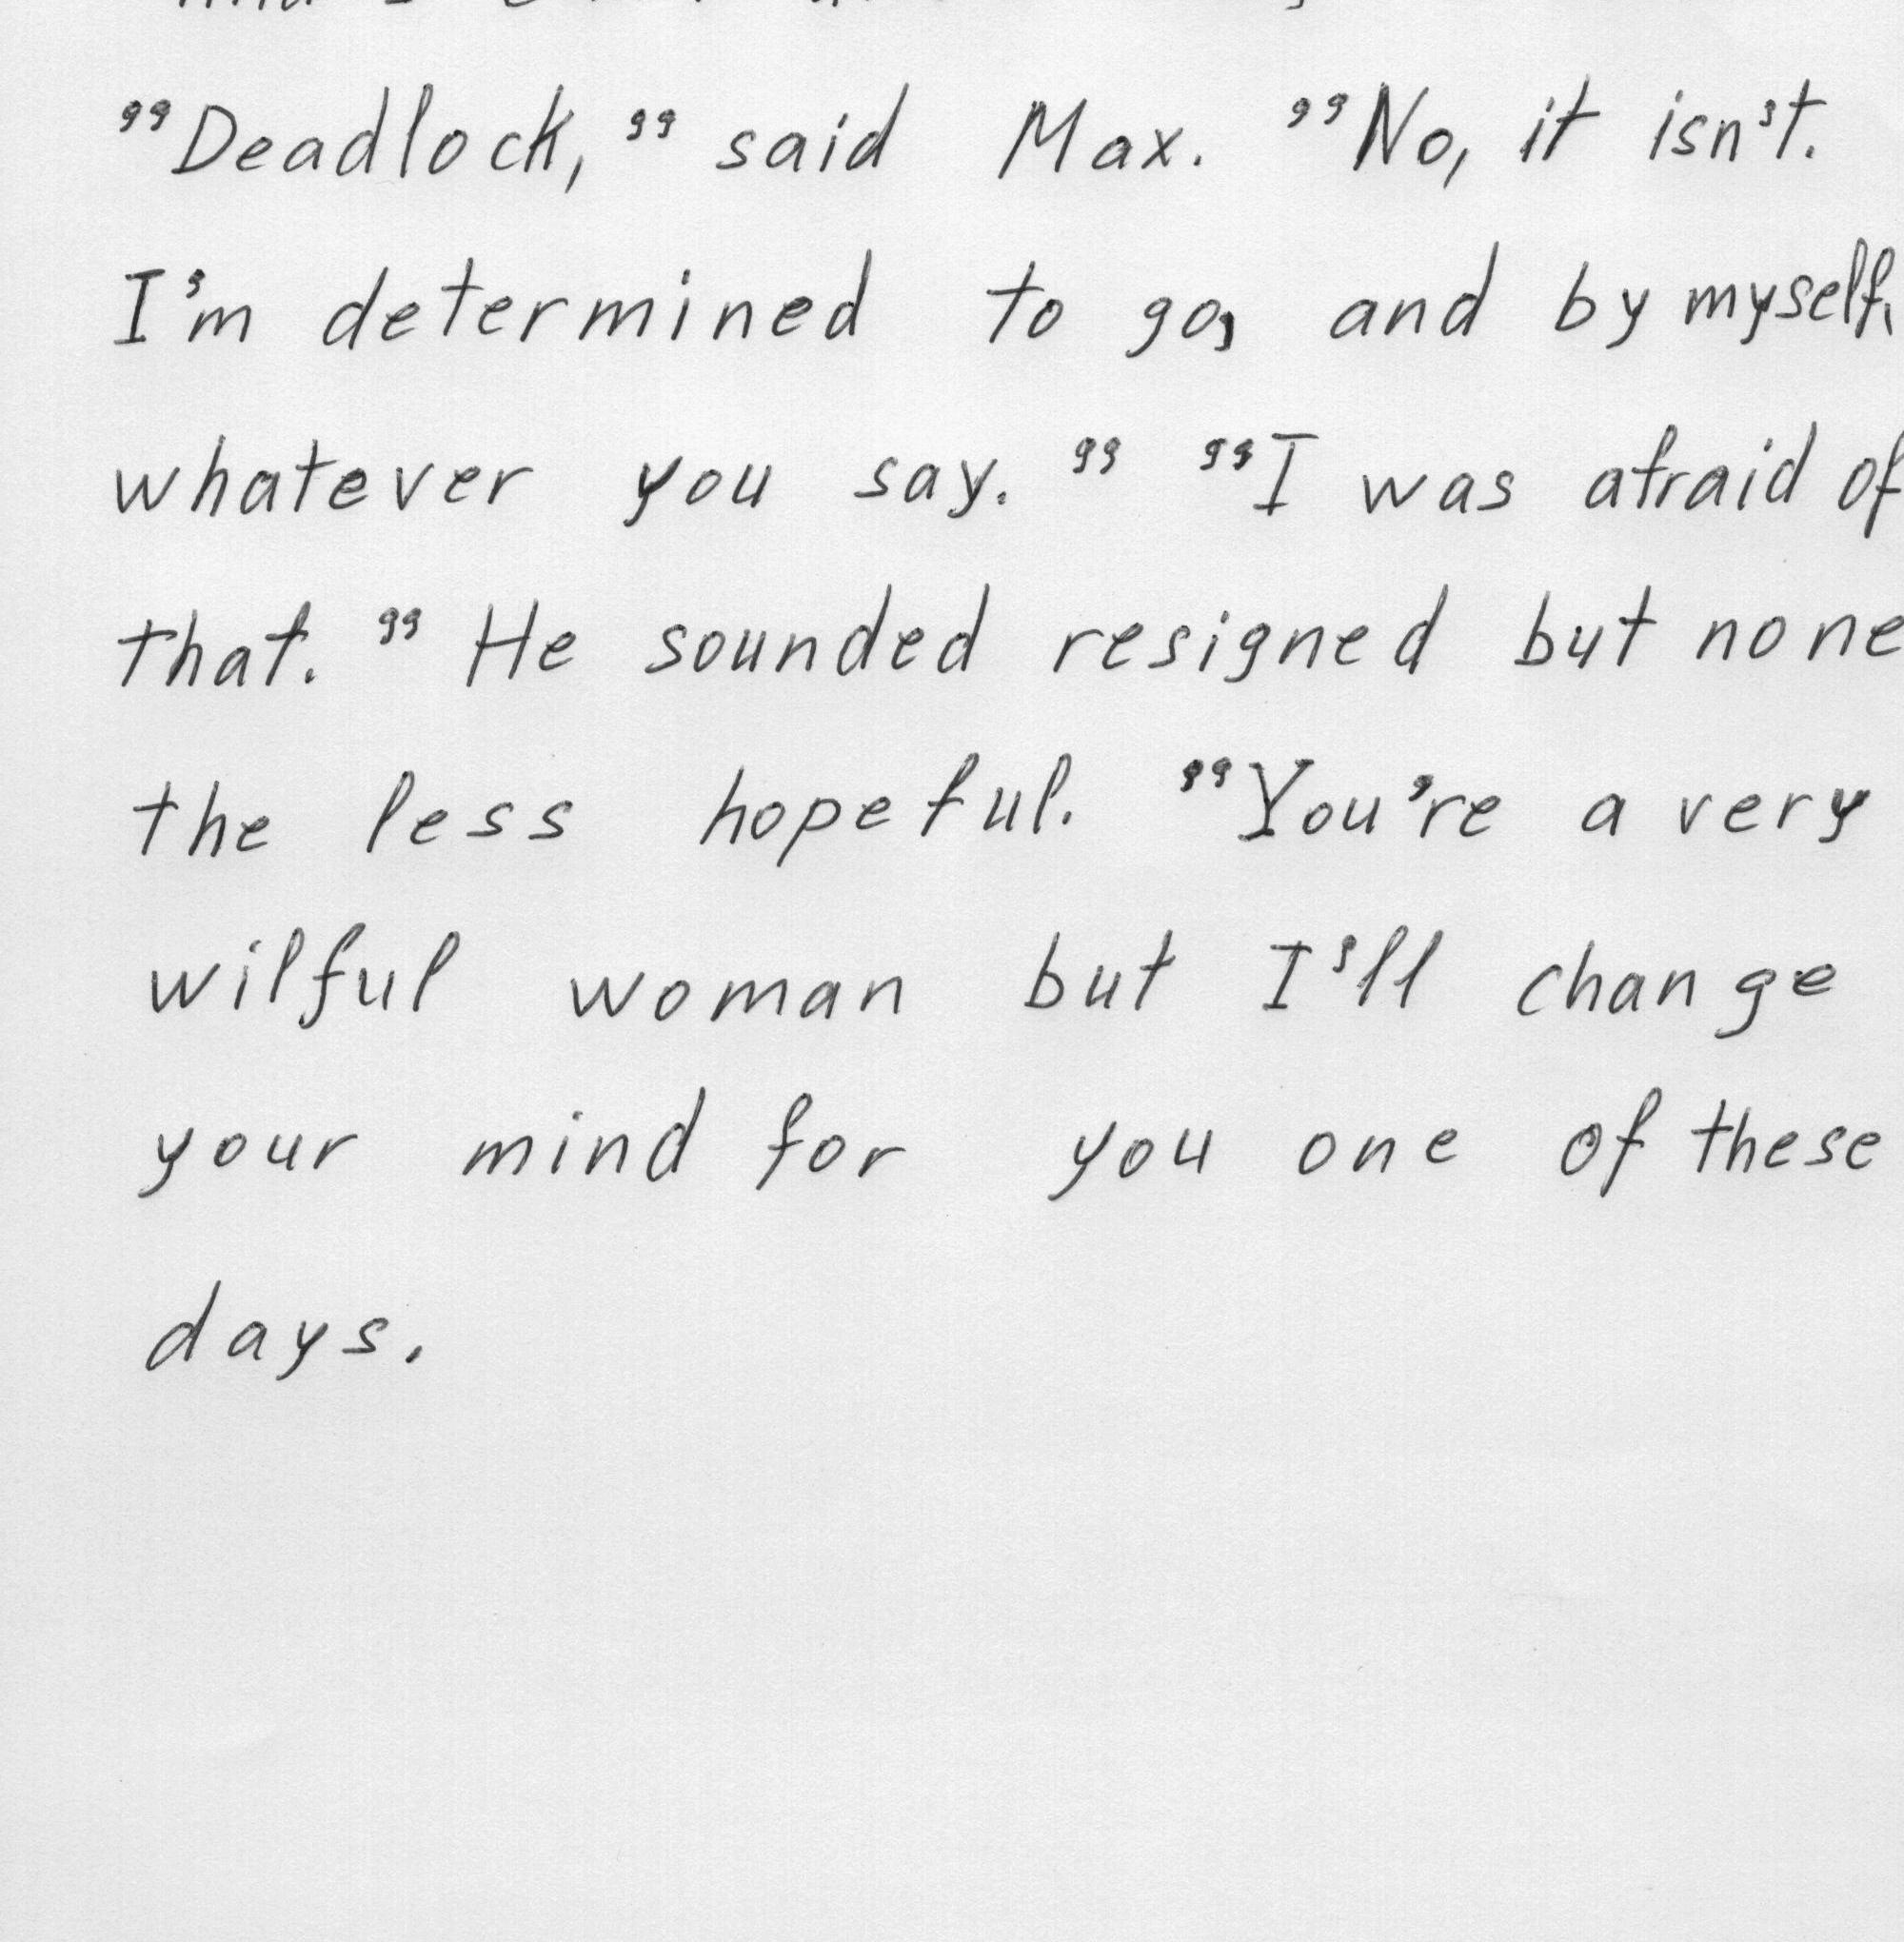 "Deadlock," said Max. "No, it isn't.
I'm determined to go, and by myself,
whatever you say." "I was afraid of
that." He sounded resigned but none
the less hopeful. "You're a very
wilful woman but I'll change
your mind for you one of these
days.